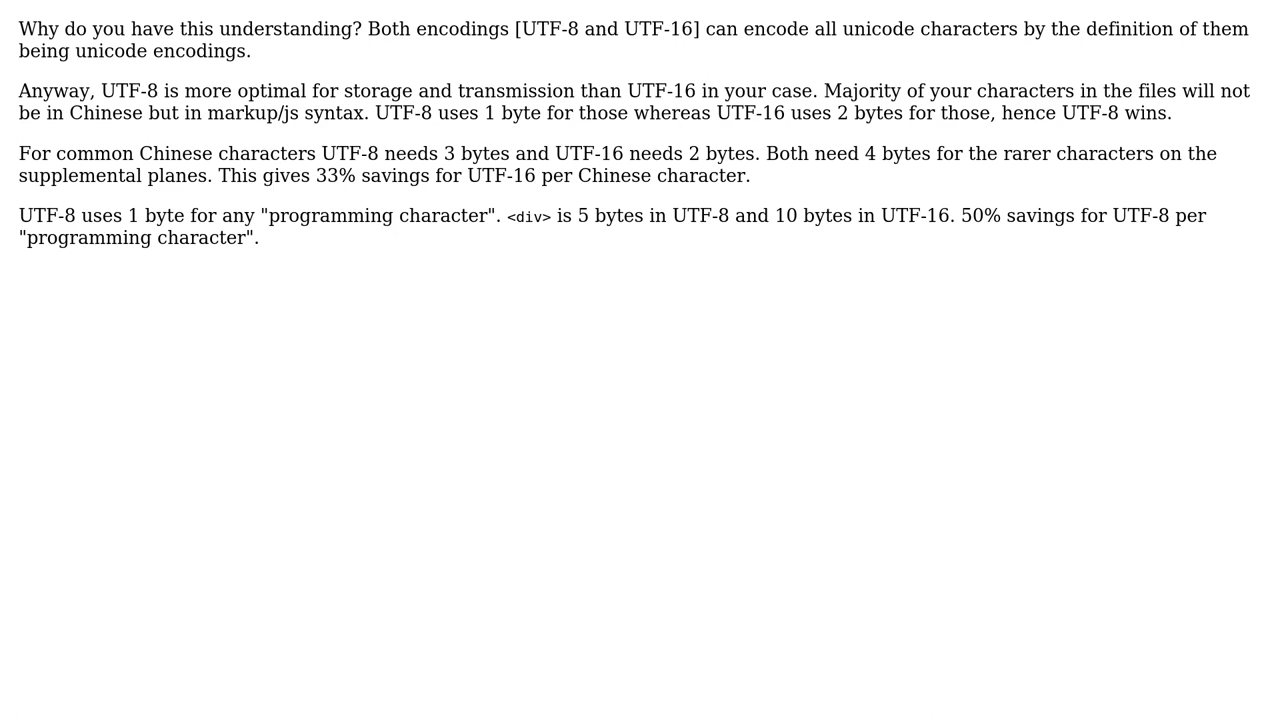 Why do you have this understanding? Both encodings [UTF-8 and UTF-16] can encode all unicode characters by the definition of them
being unicode encodings.
Anyway, UTF-8 is more optimal for storage and transmission than UTF-16 in your case. Majority of your characters in the files will not
be in Chinese but in markup/js syntax. UTF-8 uses 1 byte for those whereas UTF-16 uses 2 bytes for those, hence UTF-8 wins.
For common Chinese characters UTF-8 needs 3 bytes and UTF-16 needs 2 bytes. Both need 4 bytes for the rarer characters on the
supplemental planes. This gives 33% savings for UTF-16 per Chinese character.
UTF-8 uses 1 byte for any "programming character". <div> is 5 bytes in UTF-8 and 10 bytes in UTF-16. 50% savings for UTF-8 per
"programming character".